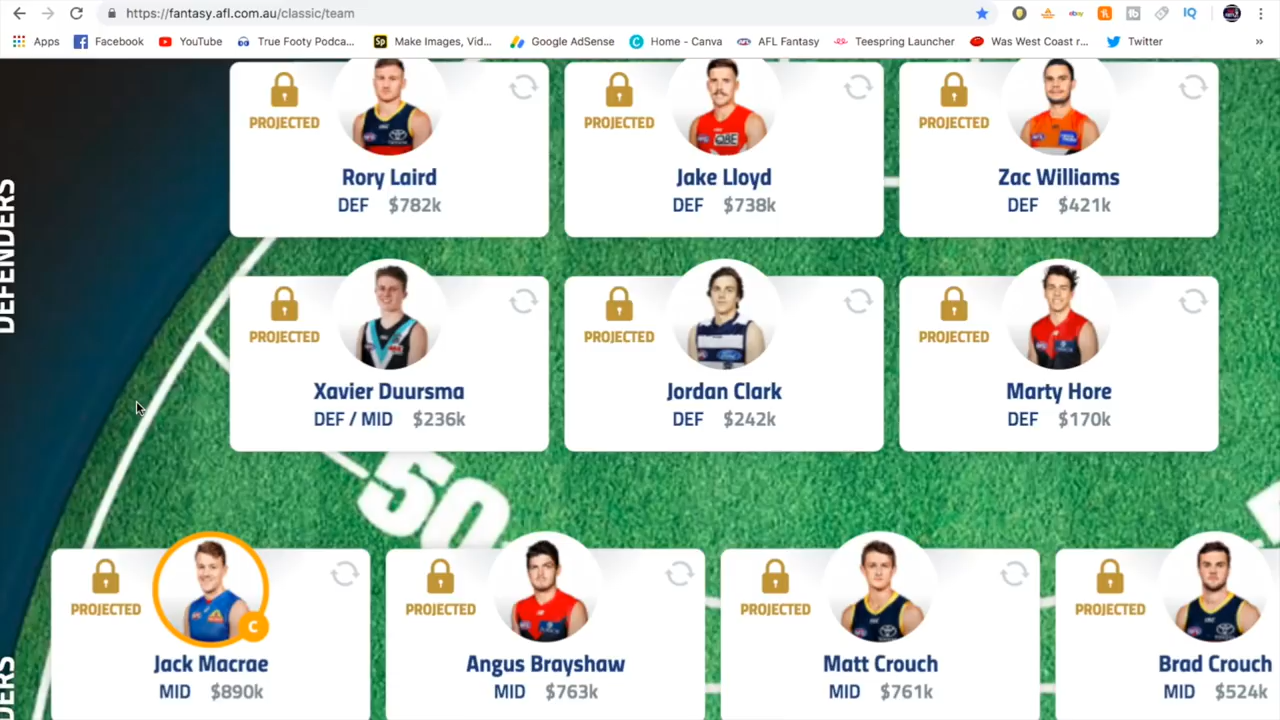 https://fantasy.afl.com.au/classic/team
Apps Facebook YouTube True Footy Podca... Make Images, Vid... Google AdSense Home - Canva AFL Fantasy Teespring Launcher Was West Coast r... Twitter »
DEFENDERS
PROJECTED
Rory Laird
DEF $782k
PROJECTED
Jake Lloyd
DEF $738k
PROJECTED
Zac Williams
DEF $421k
PROJECTED
Xavier Duursma
DEF / MID $236k
PROJECTED
Jordan Clark
DEF $242k
PROJECTED
Marty Hore
DEF $170k
50
PROJECTED
C
Jack Macrae
MID $890k
PROJECTED
Angus Brayshaw
MID $763k
PROJECTED
Matt Crouch
MID $761k
PROJECTED
Brad Crouch
MID $524k
DERS